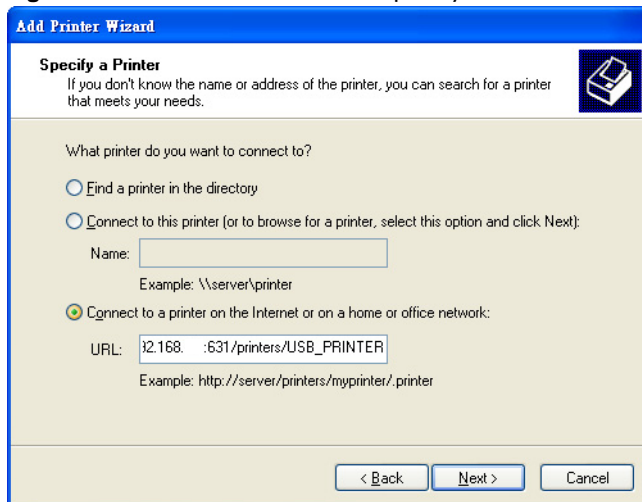 Add Printer Wizard
Specify a Printer
If you don't know the name or address of the printer, you can search for a printer
that meets your needs.
What printer do you want to connect to?
Find a printer in the directory
Connect to this printer (or to browse for a printer, select this option and click Next):
Name:
Example: \\server\printer
Connect to a printer on the Internet or on a home or office network:
URL: 92.168. :631/printers/USB_PRINTER
Example: http://server/printers/myprinter/.printer
< Back Next > Cancel